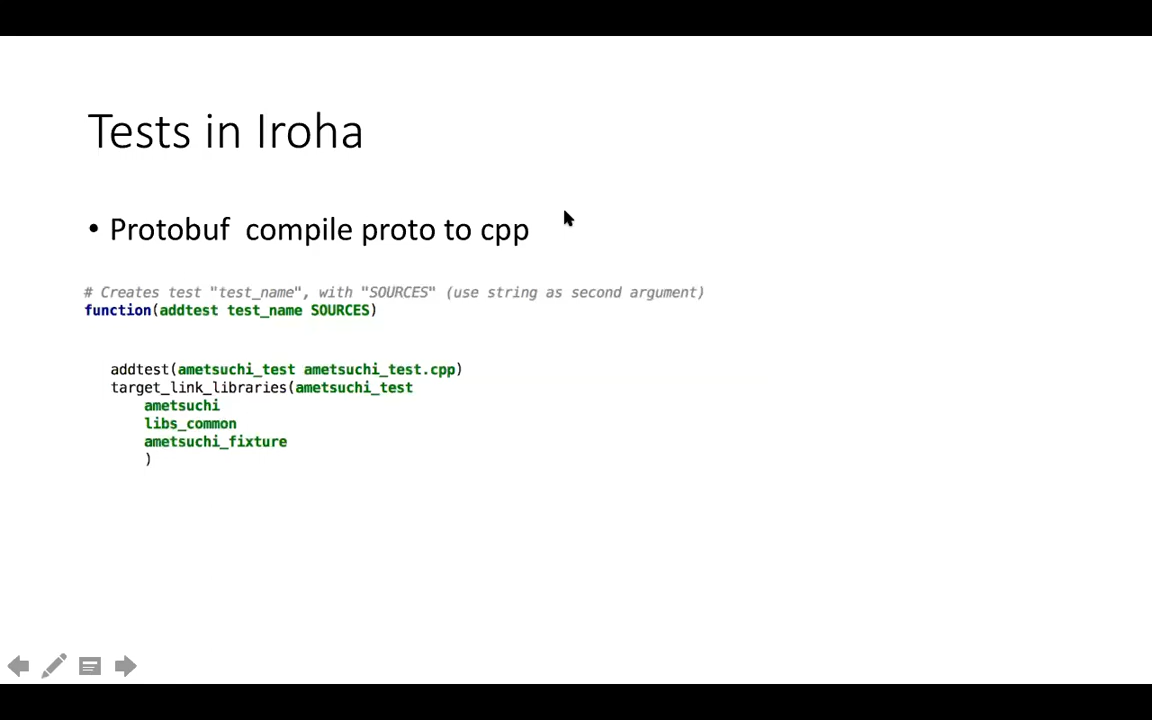 Tests in Iroha
• Protobuf  compile proto to cpp
# Creates test "test_name", with "SOURCES" (use string as second argument)
function(addtest test_name SOURCES)
addtest(ametsuchi_test ametsuchi_test.cpp)
target_link_libraries(ametsuchi_test
ametsuchi
libs_common
ametsuchi_fixture
)